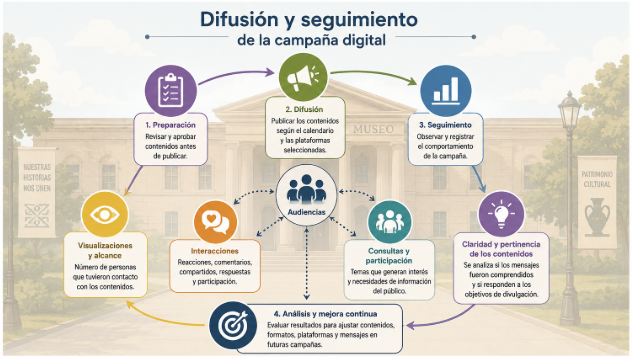 Difusión y seguimiento
de la campaña digital
1. Preparación
Revisar y aprobar
contenidos antes
de publicar.
2. Difusión
Publicar los contenidos
según el calendario
y las plataformas
seleccionadas.
3. Seguimiento
Observar y registrar
el comportamiento
de la campaña.
MUSEO
NUESTRAS
HISTORIAS
NOS UNEN
PATRIMONIO
CULTURAL
Audiencias
Visualizaciones
y alcance
Número de personas
que tuvieron contacto
con los contenidos.
Interacciones
Reacciones, comentarios,
compartidos, respuestas
y participación.
Consultas y
participación
Temas que generan interés
y necesidades de información
del público.
Claridad y pertinencia
de los contenidos
Se analiza si los mensajes
fueron comprendidos
y si responden a los
objetivos de divulgación.
4. Análisis y mejora continua
Evaluar resultados para ajustar contenidos,
formatos, plataformas y mensajes en
futuras campañas.